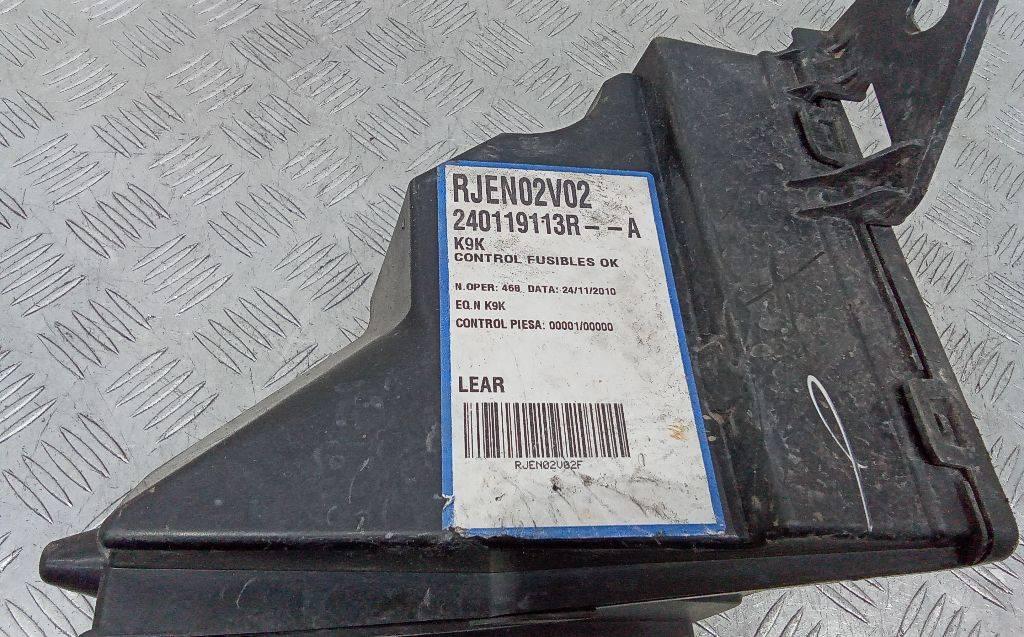 RJEN02V02
240119113R--A
K9K
CONTROL FUSIBLES OK
N.OPER: 468, DATA: 24/11/2010
EQ.N K9K
CONTROL PIESA: 00001/00000
LEAR
RJEN02V02F